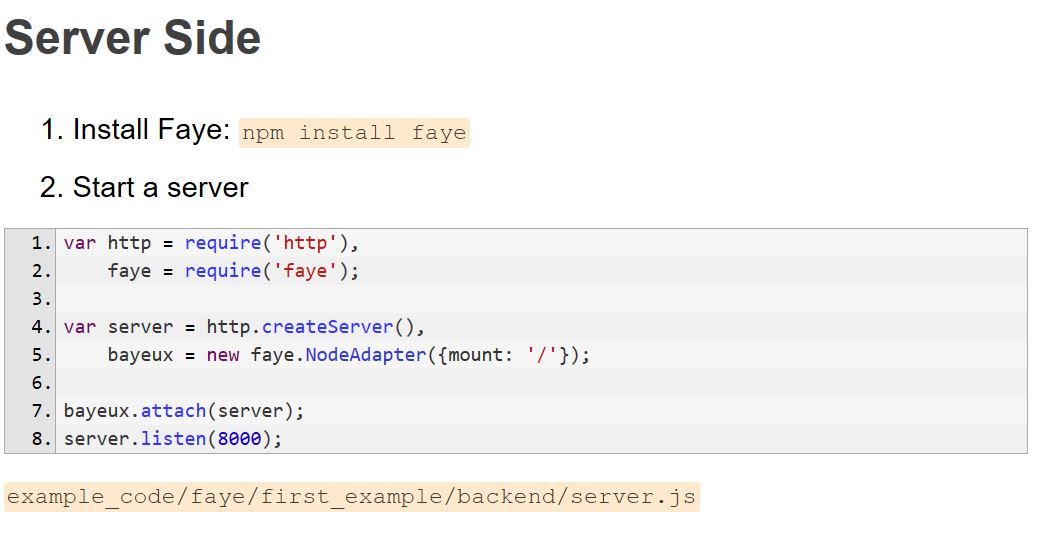 Server Side
1. Install Faye: npm install faye
2. Start a server
1. var http = require('http'),
2.     faye = require('faye');
3.
4. var server = http.createServer(),
5.     bayeux = new faye.NodeAdapter({mount: '/'});
6.
7. bayeux.attach(server);
8. server.listen(8000);
example_code/faye/first_example/backend/server.js